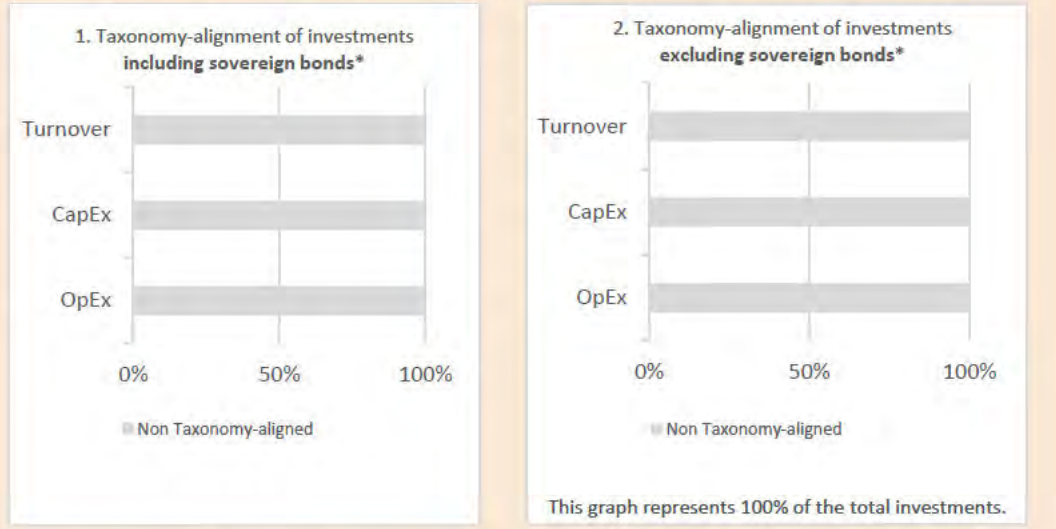 1. Taxonomy-alignment of investments
including sovereign bonds*
Turnover
CapEx
OpEx
0% 50% 100%
Non Taxonomy-aligned
2. Taxonomy-alignment of investments
excluding sovereign bonds*
Turnover
CapEx
OpEx
0% 50% 100%
Non Taxonomy-aligned
This graph represents 100% of the total investments.